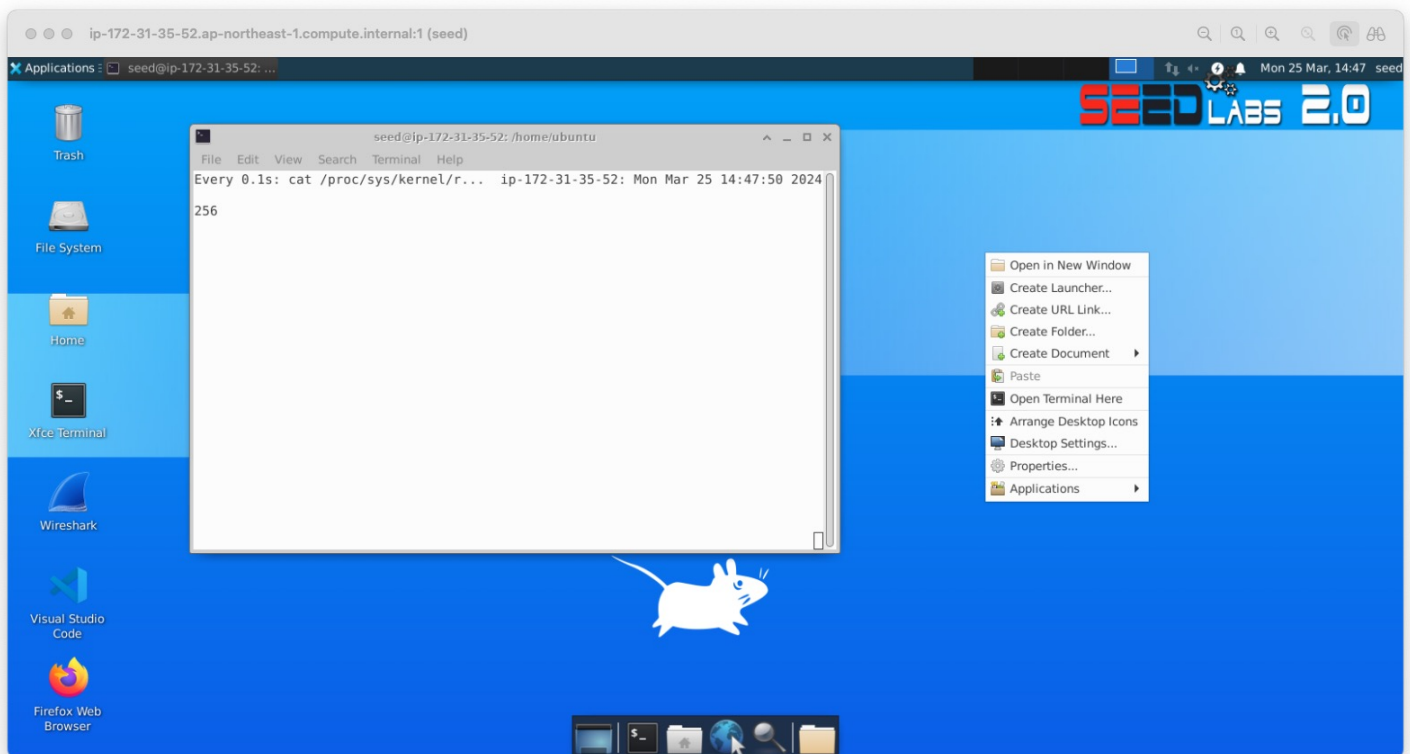 ip-172-31-35-52.ap-northeast-1.compute.internal:1 (seed)
Applications
seed@ip-172-31-35-52: ...
Mon 25 Mar, 14:47
seed
SEED LABS 2.0
Trash
File System
Home
Xfce Terminal
Wireshark
Visual Studio
Code
Firefox Web
Browser
seed@ip-172-31-35-52: /home/ubuntu
File Edit View Search Terminal Help
Every 0.1s: cat /proc/sys/kernel/r... ip-172-31-35-52: Mon Mar 25 14:47:50 2024
256
Open in New Window
Create Launcher...
Create URL Link...
Create Folder...
Create Document
Paste
Open Terminal Here
Arrange Desktop Icons
Desktop Settings...
Properties...
Applications